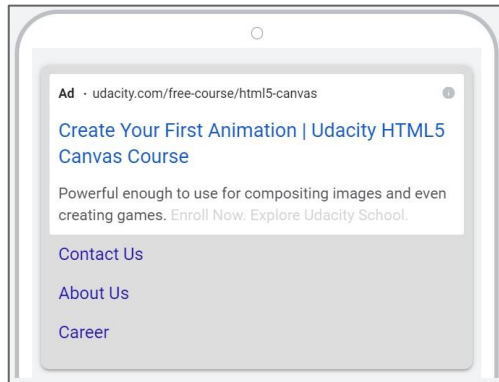 Ad · udacity.com/free-course/html5-canvas
Create Your First Animation | Udacity HTML5
Canvas Course
Powerful enough to use for compositing images and even
creating games. Enroll Now. Explore Udacity School.
Contact Us
About Us
Career